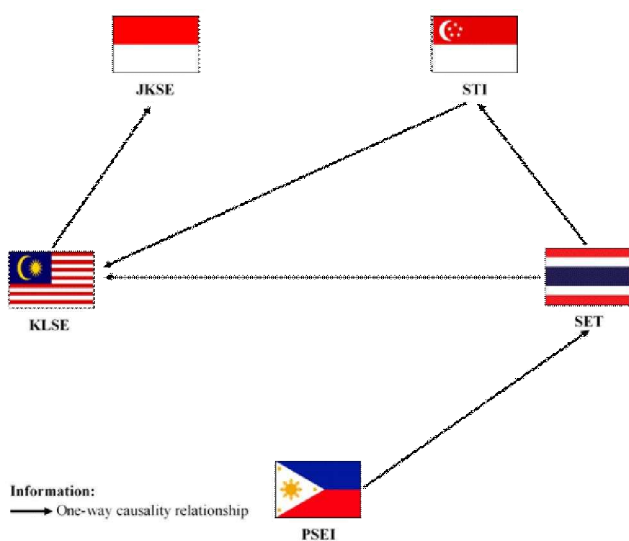 JKSE
STI
KLSE
SET
PSEI
Information:
One-way causality relationship